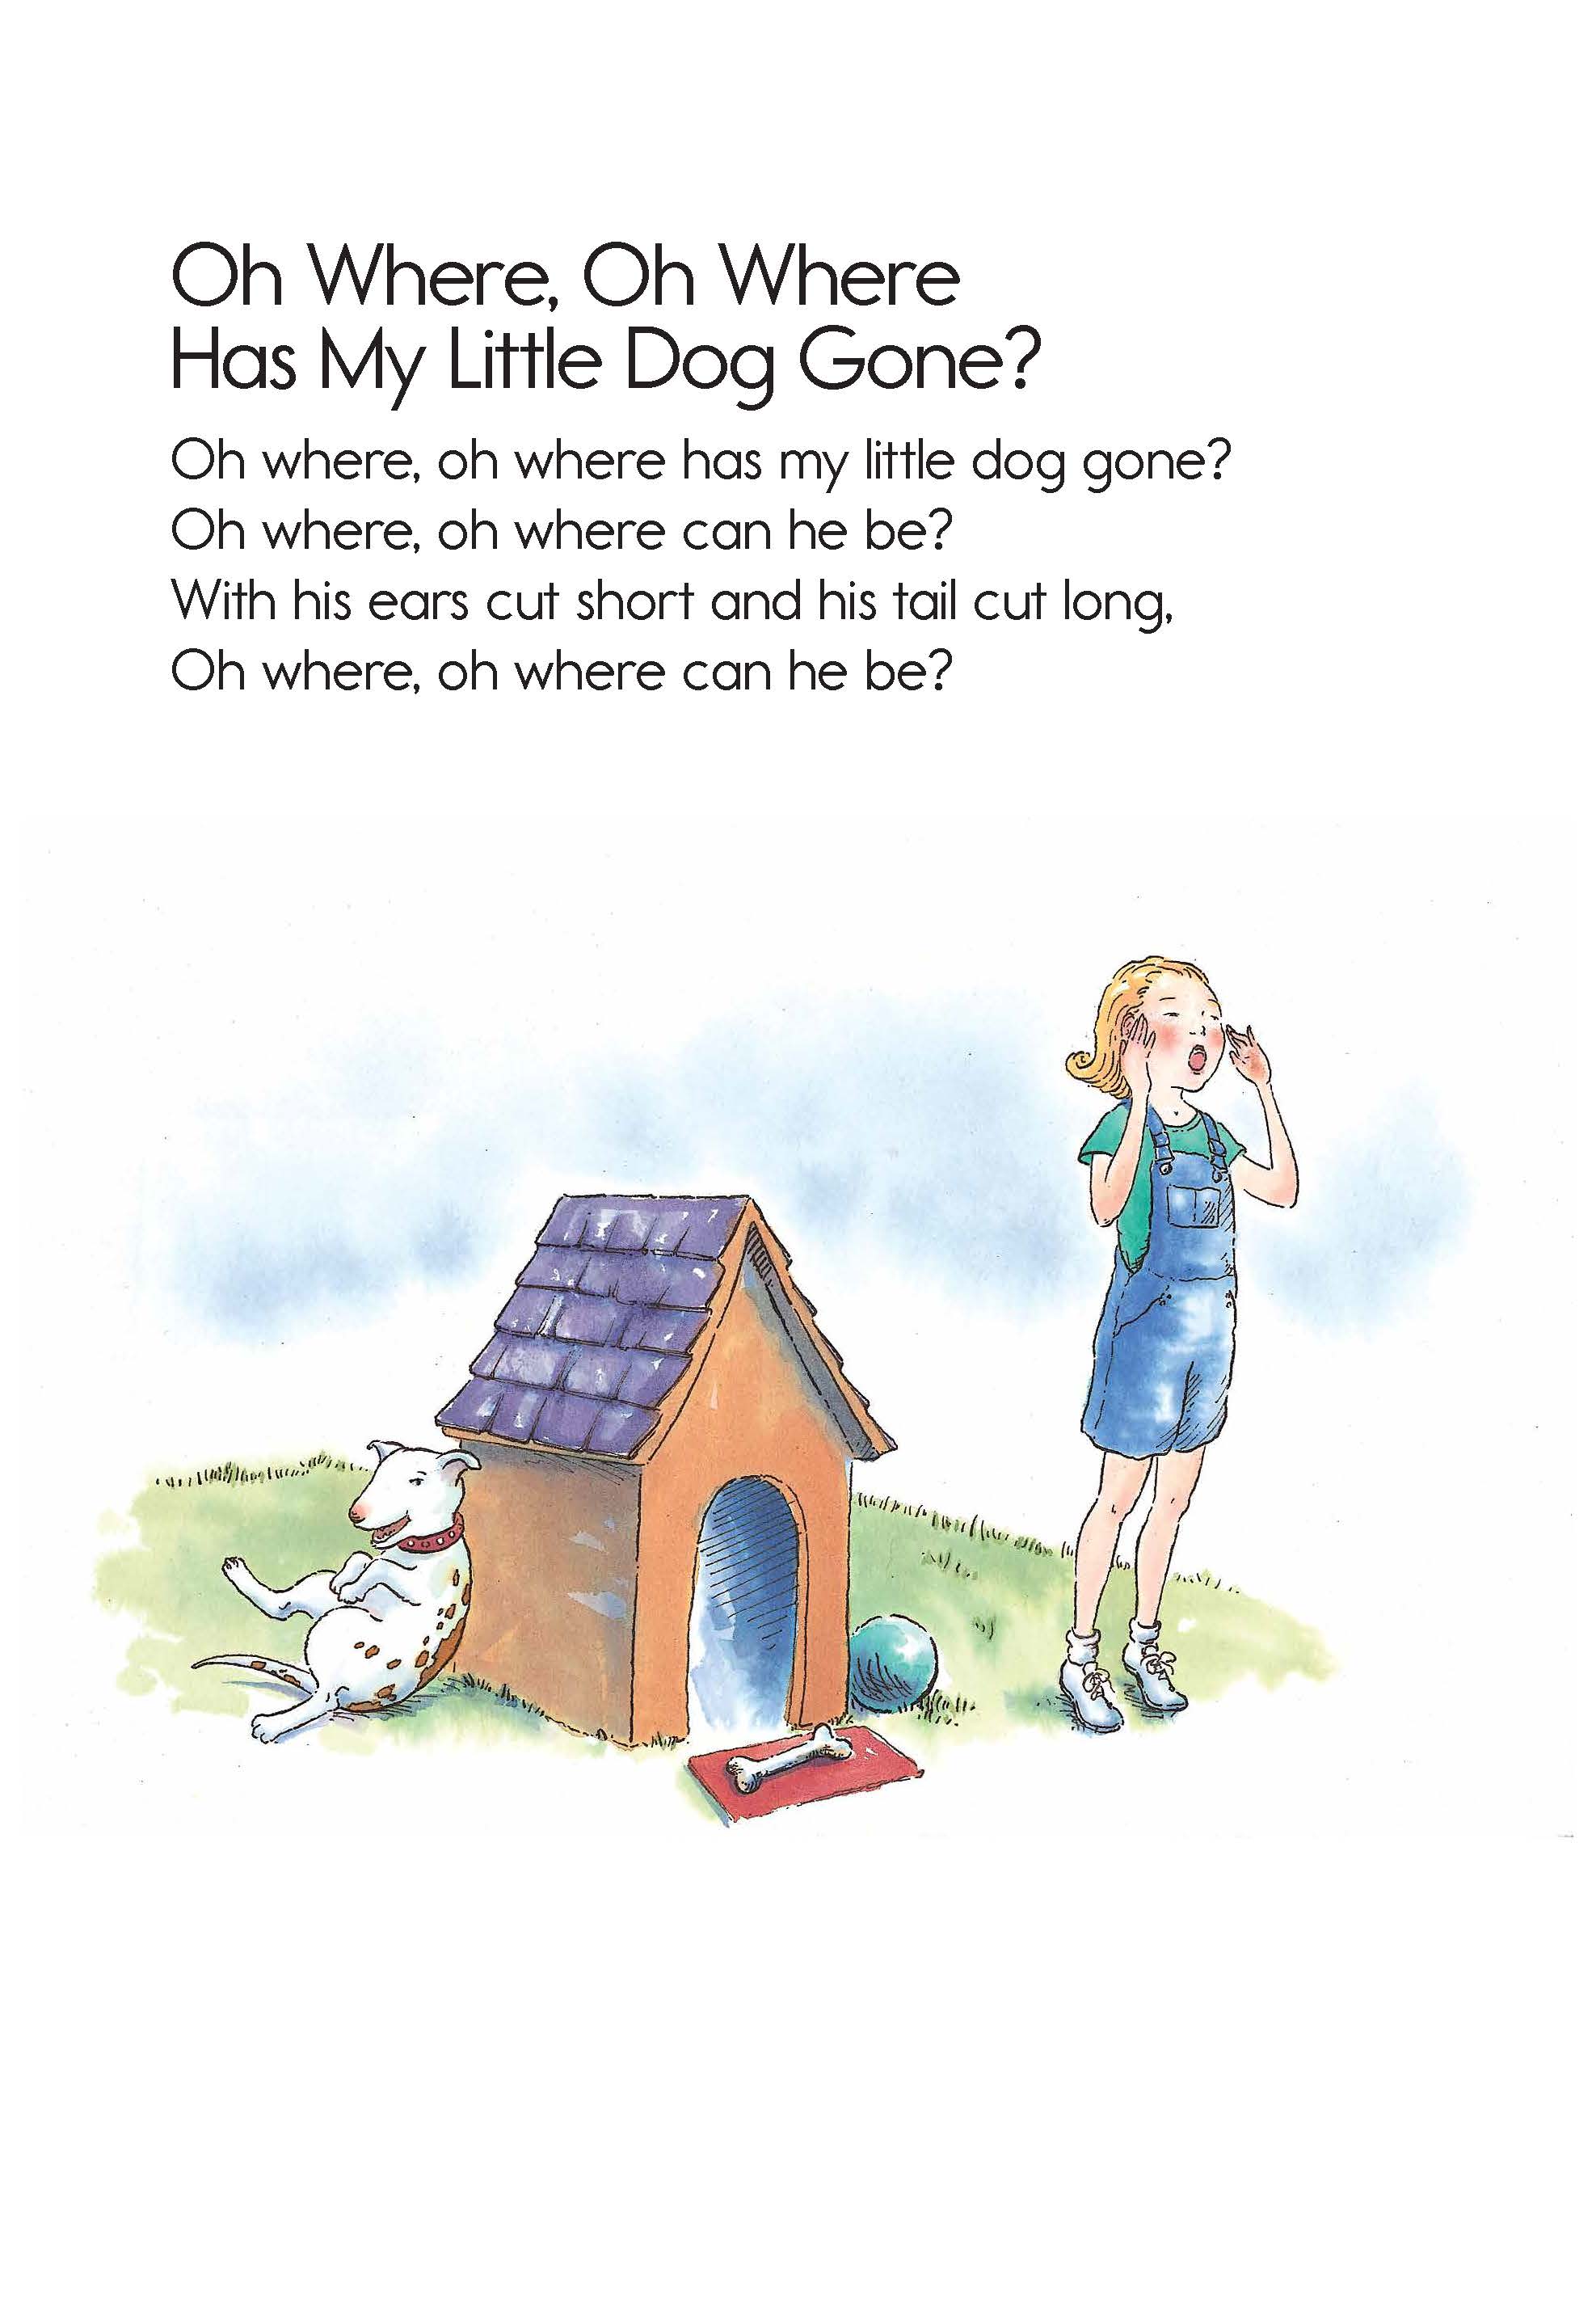 Oh Where, Oh Where
Has My Little Dog Gone?
Oh where, oh where has my little dog gone?
Oh where, oh where can he be?
With his ears cut short and his tail cut long,
Oh where, oh where can he be?